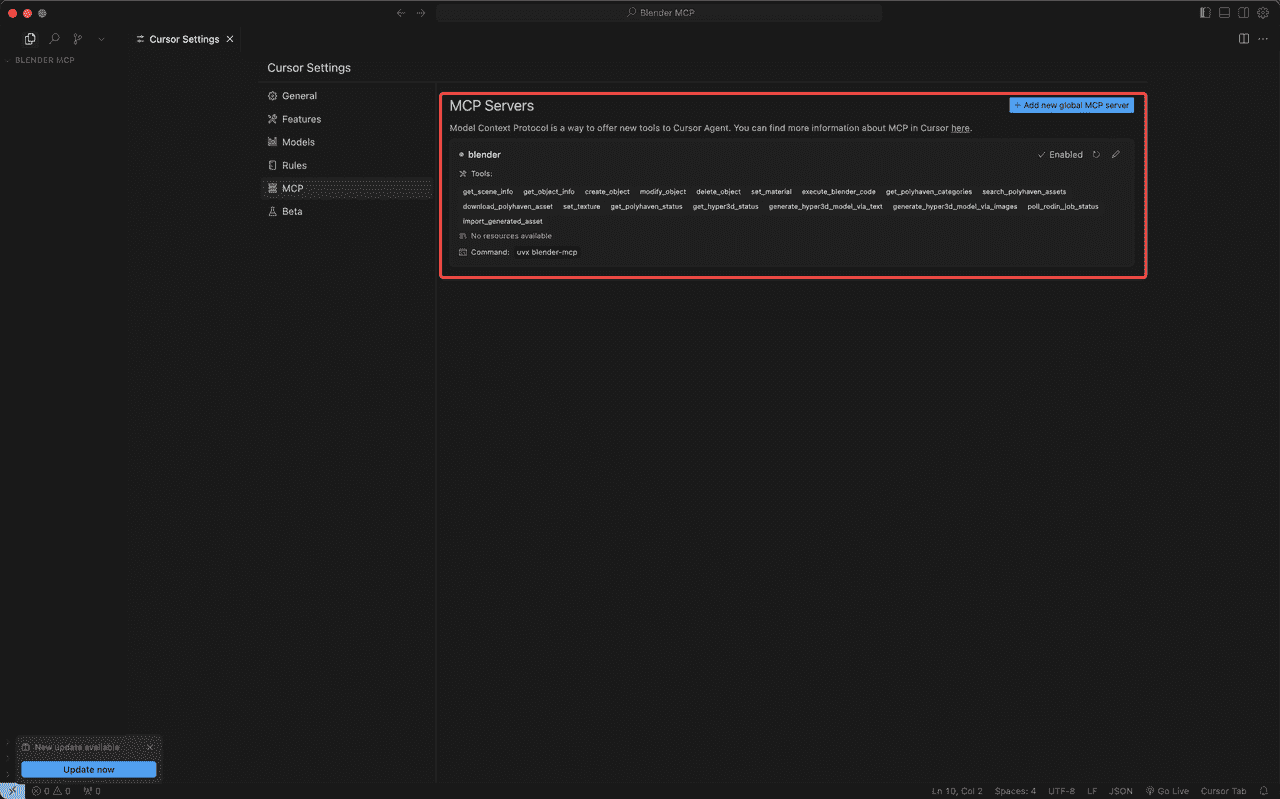 Blender MCP
Cursor Settings
BLENDER MCP
Cursor Settings
General
Features
Models
Rules
MCP
Beta
MCP Servers
+ Add new global MCP server
Model Context Protocol is a way to offer new tools to Cursor Agent. You can find more information about MCP in Cursor here.
blender
Enabled
Tools:
get_scene_info get_object_info create_object modify_object delete_object set_material execute_blender_code get_polyhaven_categories search_polyhaven_assets
download_polyhaven_asset set_texture get_polyhaven_status get_hyper3d_status generate_hyper3d_model_via_text generate_hyper3d_model_via_images poll_rodin_job_status
import_generated_asset
No resources available
Command: uvx blender-mcp
New update available
Update now
0 0 0
Ln 10, Col 2 Spaces: 4 UTF-8 LF JSON Go Live Cursor Tab